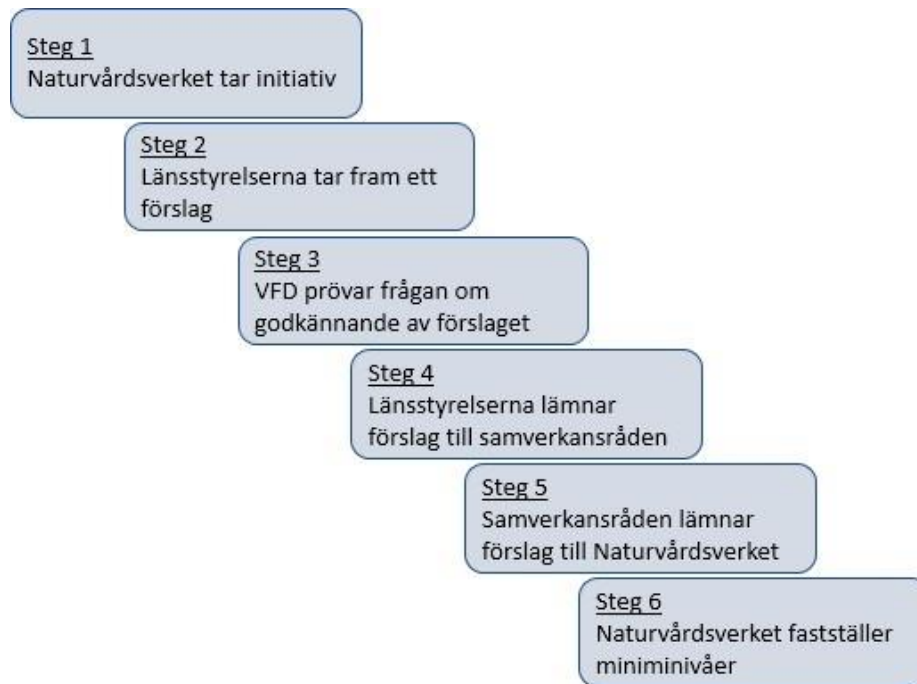 Steg 1
Naturvårdsverket tar initiativ
Steg 2
Länsstyrelserna tar fram ett
förslag
Steg 3
VFD prövar frågan om
godkännande av förslaget
Steg 4
Länsstyrelserna lämnar
förslag till samverkansråden
Steg 5
Samverkansråden lämnar
förslag till Naturvårdsverket
Steg 6
Naturvårdsverket fastställer
miniminivåer